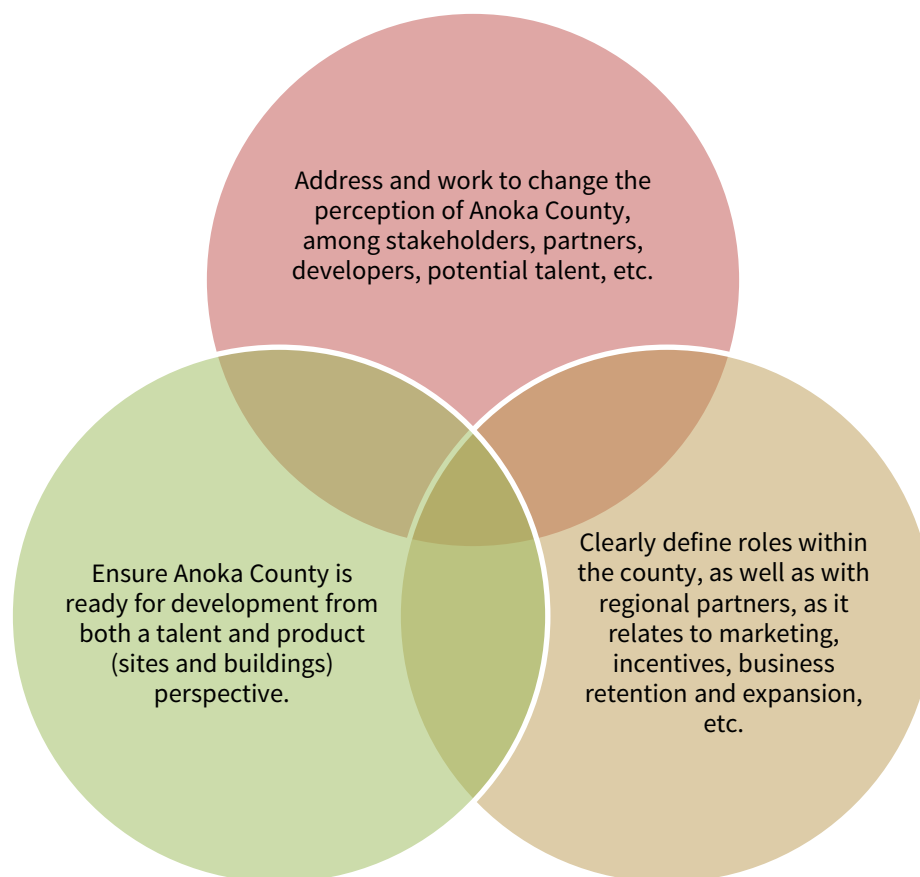 Address and work to change the
perception of Anoka County,
among stakeholders, partners,
developers, potential talent, etc.
Ensure Anoka County is
ready for development from
both a talent and product
(sites and buildings)
perspective.
Clearly define roles within
the county, as well as with
regional partners, as it
relates to marketing,
incentives, business
retention and expansion,
etc.